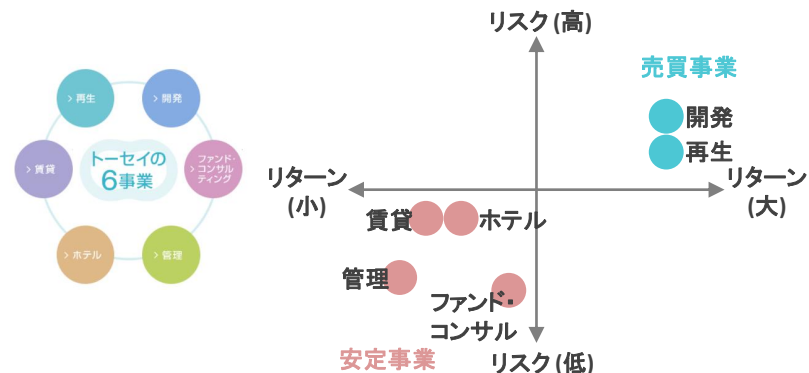 > 再生
> 開発
> 賃貸
トーセイの
6事業
ファンド・
> コンサル
ティング
> ホテル
> 管理
リスク(高)
売買事業
開発
再生
リターン
(小)
リターン
(大)
賃貸
ホテル
管理
ファンド・
コンサル
安定事業
リスク(低)